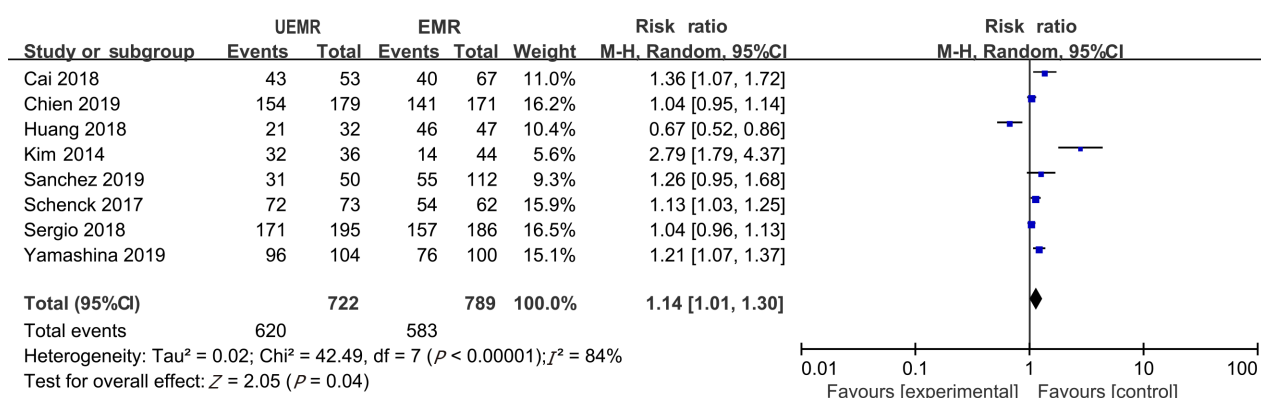 UEMR EMR Risk ratio Risk ratio
Study or subgroup Events Total Events Total Weight M-H, Random, 95%CI M-H, Random, 95%CI
Cai 2018 43 53 40 67 11.0% 1.36 [1.07, 1.72]
Chien 2019 154 179 141 171 16.2% 1.04 [0.95, 1.14]
Huang 2018 21 32 46 47 10.4% 0.67 [0.52, 0.86]
Kim 2014 32 36 14 44 5.6% 2.79 [1.79, 4.37]
Sanchez 2019 31 50 55 112 9.3% 1.26 [0.95, 1.68]
Schenck 2017 72 73 54 62 15.9% 1.13 [1.03, 1.25]
Sergio 2018 171 195 157 186 16.5% 1.04 [0.96, 1.13]
Yamashina 2019 96 104 76 100 15.1% 1.21 [1.07, 1.37]
Total (95%CI) 722 789 100.0% 1.14 [1.01, 1.30]
Total events 620 583
Heterogeneity: Tau² = 0.02; Chi² = 42.49, df = 7 (P < 0.00001); I² = 84%
Test for overall effect: Z = 2.05 (P = 0.04)
0.01 0.1 1 10 100
Favours [experimental] Favours [control]